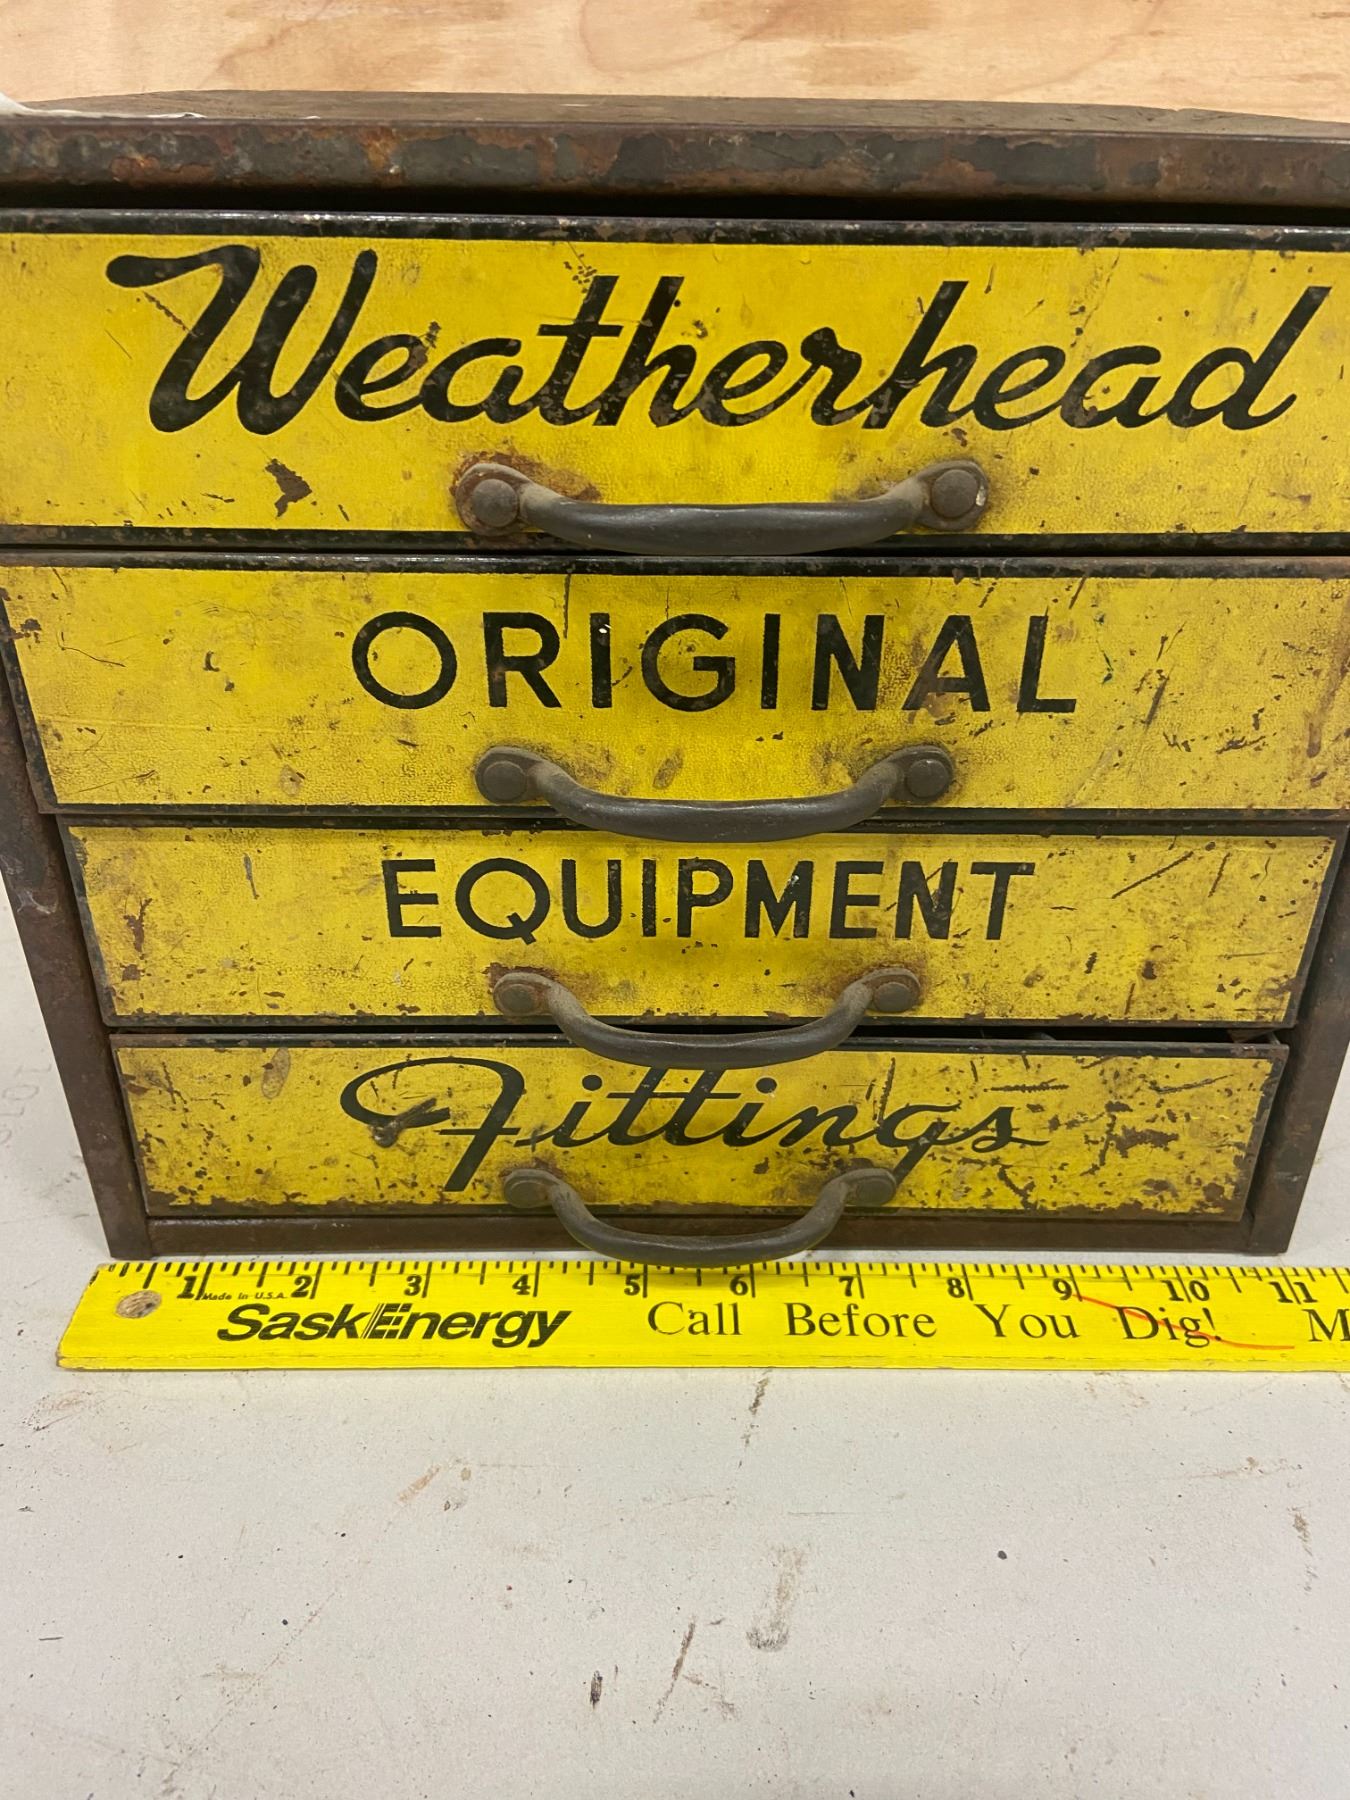 Weatherhead
ORIGINAL
EQUIPMENT
Fittings
1 2 3 4 5 6 7 8 9 10 11
Made In U.S.A.
SaskEnergy Call Before You Dig! M